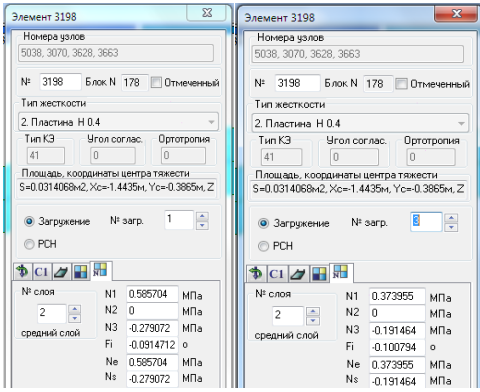 Элемент 3198
Номера узлов
5038, 3070, 3628, 3663
№ 3198 Блок N 178 Отмеченный
Тип жесткости
2. Пластина H 0.4
Тип КЭ Угол соглас. Ортотропия
41 0 0
Площадь, координаты центра тяжести
S=0.0314068м2, Xc=-1.4435м, Yc=-0.3865м, Z
Загружение № загр. 1
РСН
C1 N
№ слоя
2
средний слой
N1 0.585704 МПа
N2 0 МПа
N3 -0.279072 МПа
Fi -0.0914712 о
Ne 0.585704 МПа
Ns -0.279072 МПа
Элемент 3198
Номера узлов
5038, 3070, 3628, 3663
№ 3198 Блок N 178 Отмеченный
Тип жесткости
2. Пластина H 0.4
Тип КЭ Угол соглас. Ортотропия
41 0 0
Площадь, координаты центра тяжести
S=0.0314068м2, Xc=-1.4435м, Yc=-0.3865м, Z
Загружение № загр. 3
РСН
C1 N
№ слоя
2
средний слой
N1 0.373955 МПа
N2 0 МПа
N3 -0.191464 МПа
Fi -0.100794 о
Ne 0.373955 МПа
Ns -0.191464 МПа